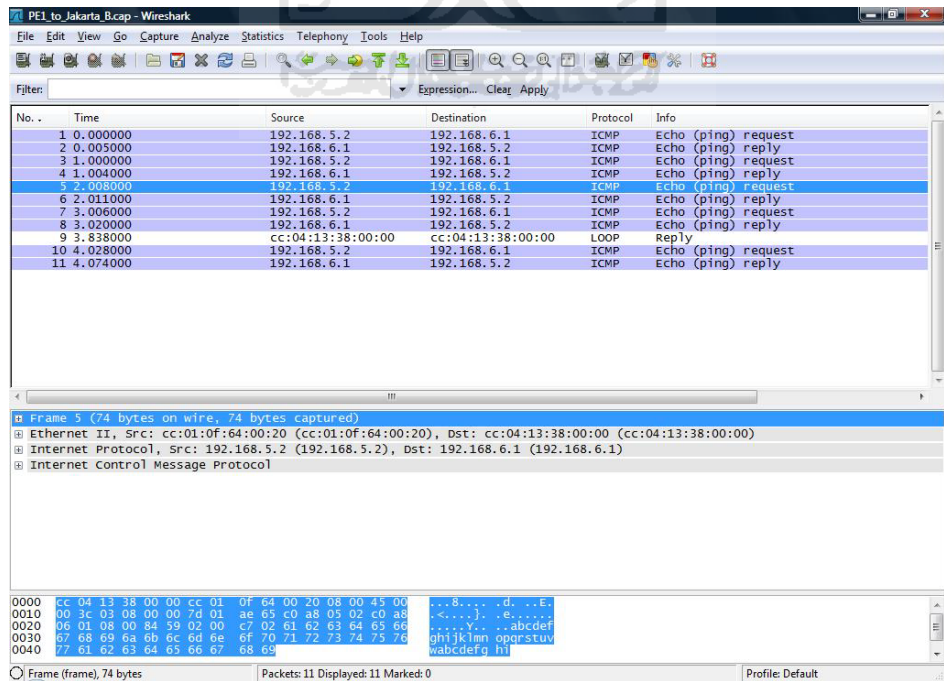 PE1_to_Jakarta_B.cap - Wireshark
File Edit View Go Capture Analyze Statistics Telephony Tools Help
Filter: Expression... Clear Apply
No. . Time Source Destination Protocol Info
1 0.000000 192.168.5.2 192.168.6.1 ICMP Echo (ping) request
2 0.005000 192.168.6.1 192.168.5.2 ICMP Echo (ping) reply
3 1.000000 192.168.5.2 192.168.6.1 ICMP Echo (ping) request
4 1.004000 192.168.6.1 192.168.5.2 ICMP Echo (ping) reply
5 2.008000 192.168.5.2 192.168.6.1 ICMP Echo (ping) request
6 2.011000 192.168.6.1 192.168.5.2 ICMP Echo (ping) reply
7 3.006000 192.168.5.2 192.168.6.1 ICMP Echo (ping) request
8 3.020000 192.168.6.1 192.168.5.2 ICMP Echo (ping) reply
9 3.838000 cc:04:13:38:00:00 cc:04:13:38:00:00 LOOP Reply
10 4.028000 192.168.5.2 192.168.6.1 ICMP Echo (ping) request
11 4.074000 192.168.6.1 192.168.5.2 ICMP Echo (ping) reply
Frame 5 (74 bytes on wire, 74 bytes captured)
Ethernet II, Src: cc:01:0f:64:00:20 (cc:01:0f:64:00:20), Dst: cc:04:13:38:00:00 (cc:04:13:38:00:00)
Internet Protocol, Src: 192.168.5.2 (192.168.5.2), Dst: 192.168.6.1 (192.168.6.1)
Internet Control Message Protocol
0000 cc 04 13 38 00 00 cc 01 0f 64 00 20 08 00 45 00 ...8.... .d. ..E.
0010 00 3c 03 08 00 00 7d 01 ae 65 c0 a8 05 02 c0 a8 .<....}. .e......
0020 06 01 08 00 84 59 02 00 c7 02 61 62 63 64 65 66 .....Y.. ..abcdef
0030 67 68 69 6a 6b 6c 6d 6e 6f 70 71 72 73 74 75 76 ghijklmn opqrstuv
0040 77 61 62 63 64 65 66 67 68 69 wabcdefg hi
Frame (frame), 74 bytes Packets: 11 Displayed: 11 Marked: 0 Profile: Default